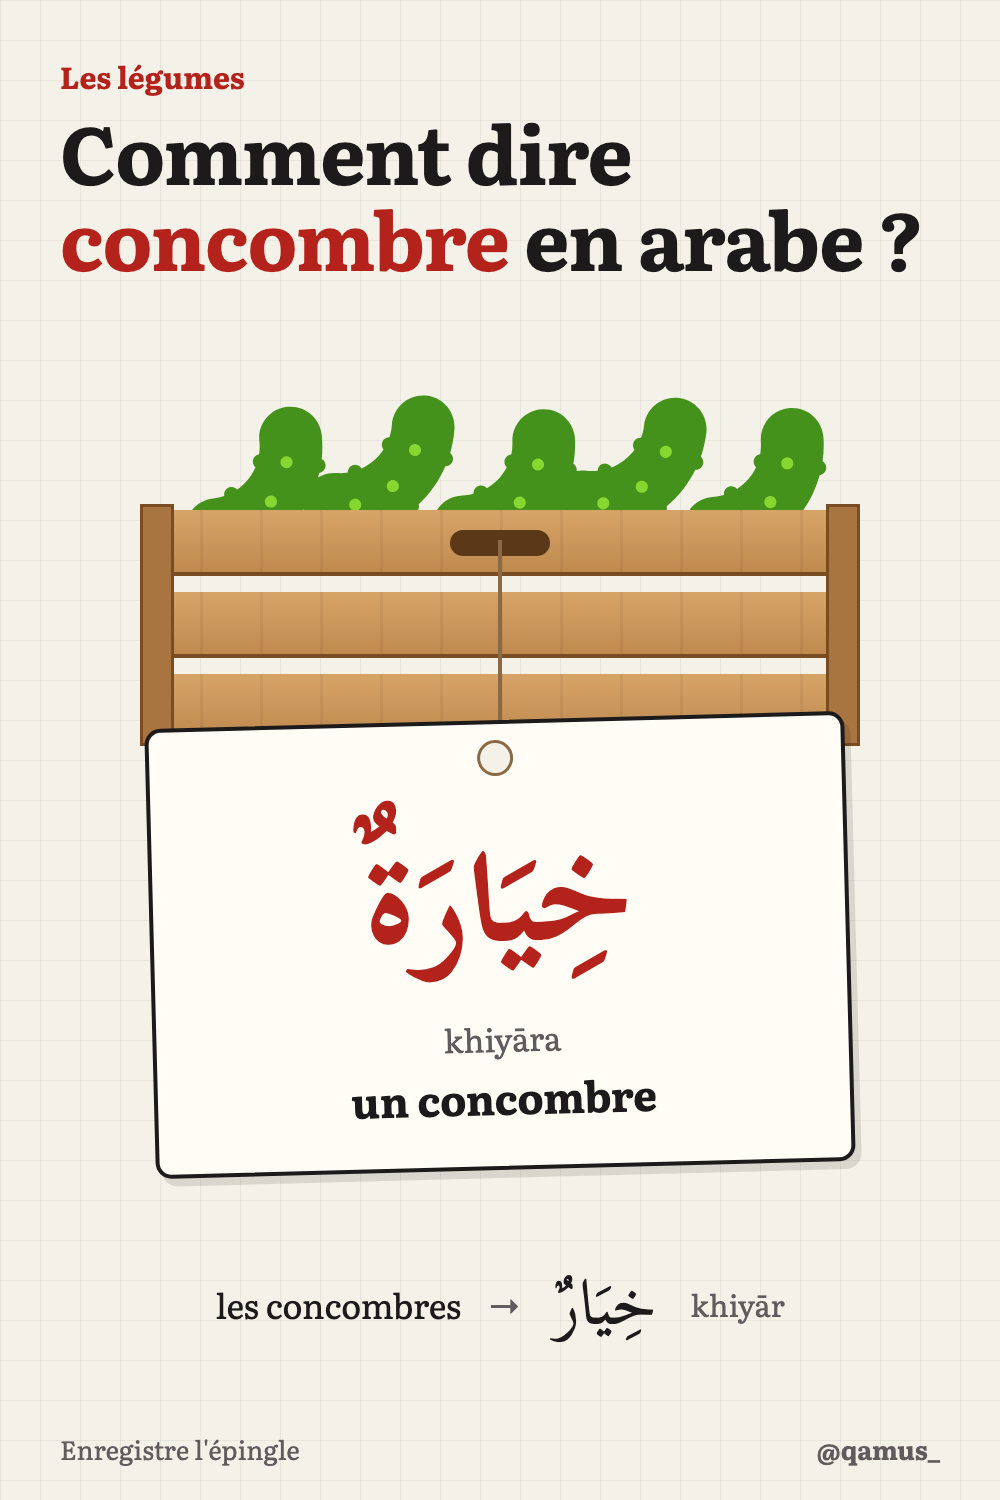 Les légumes
Comment dire
concombre en arabe ?
خِيَارَةٌ
khiyāra
un concombre
les concombres → خِيَارٌ khiyār
Enregistre l'épingle
@qamus_